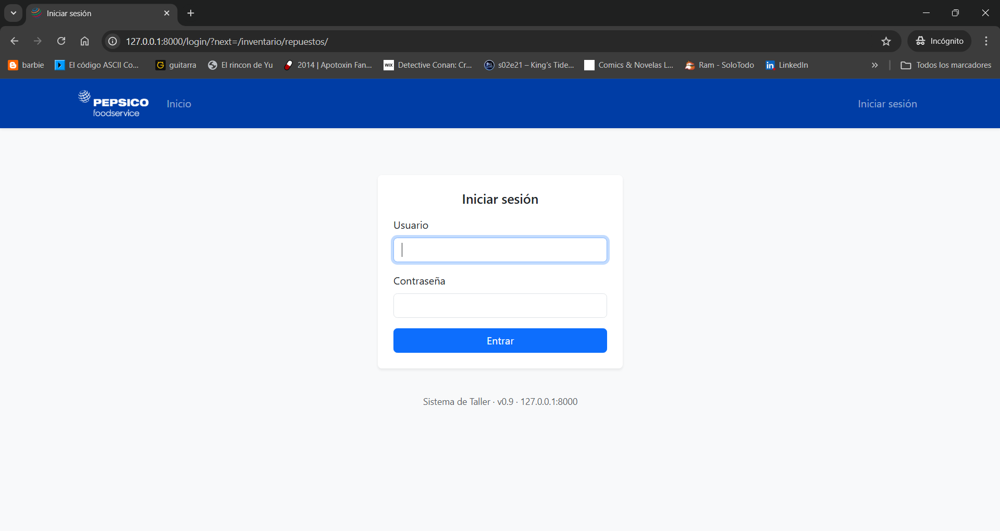 Iniciar sesión
127.0.0.1:8000/login/?next=/inventario/repuestos/
Incógnito
barbie
El código ASCII Co...
guitarra
El rincon de Yu
2014 | Apotoxin Fan...
WIX
Detective Conan: Cr...
s02e21 – King's Tide...
Comics & Novelas L...
Ram - SoloTodo
in
LinkedIn
Todos los marcadores
PEPSICO
foodservice
Inicio
Iniciar sesión
Iniciar sesión
Usuario
Contraseña
Entrar
Sistema de Taller · v0.9 · 127.0.0.1:8000